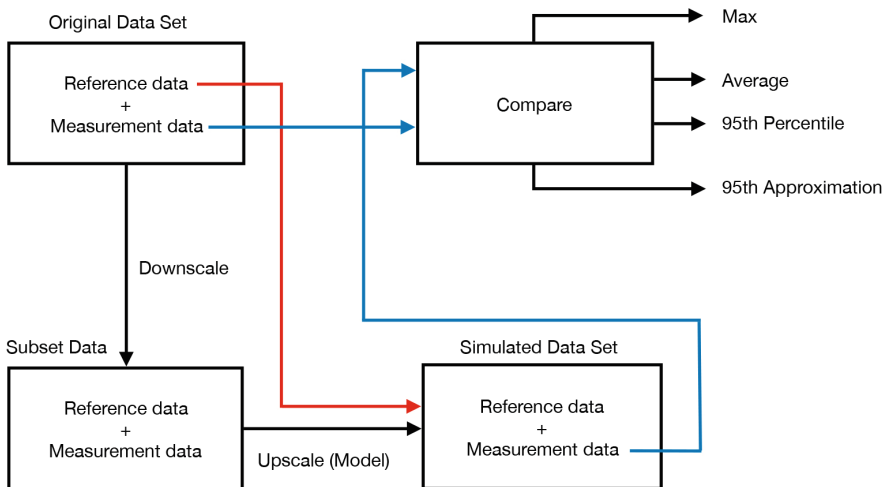 Original Data Set
Reference data
+
Measurement data
Compare
Max
Average
95th Percentile
95th Approximation
Downscale
Subset Data
Reference data
+
Measurement data
Upscale (Model)
Simulated Data Set
Reference data
+
Measurement data